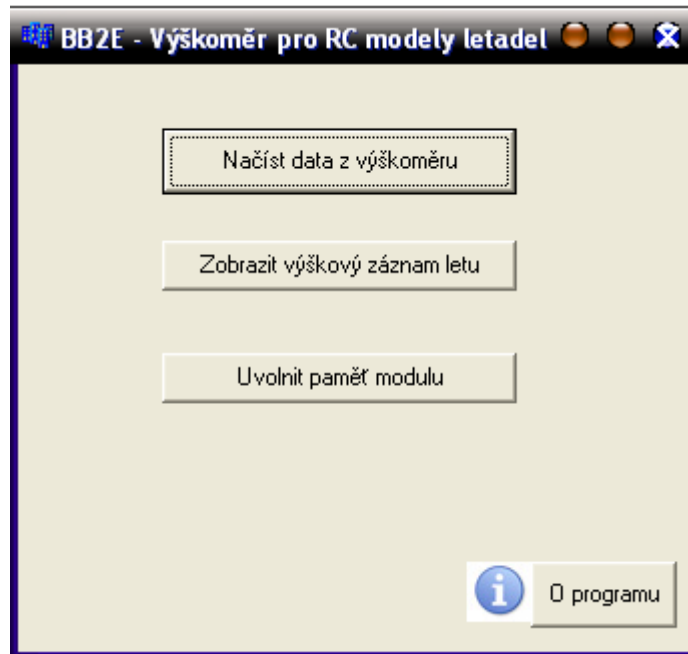 BB2E - Výškoměr pro RC modely letadel
Načíst data z výškoměru
Zobrazit výškový záznam letu
Uvolnit paměť modulu
O programu